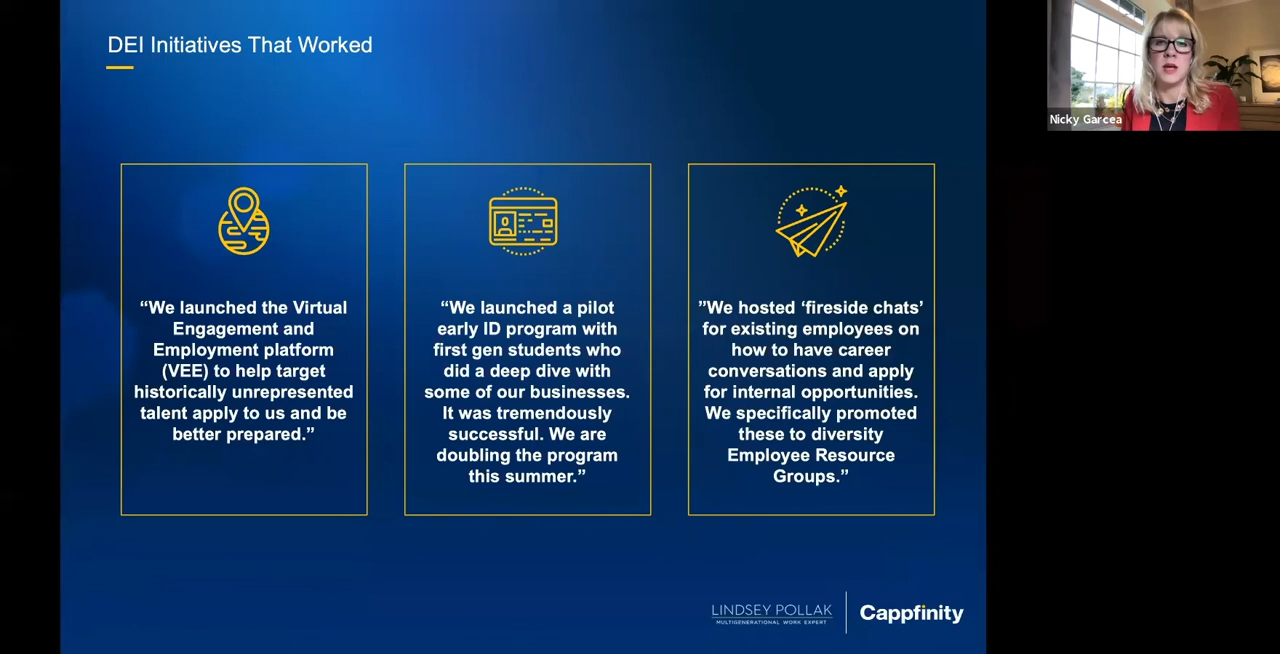 DEI Initiatives That Worked
“We launched the Virtual
Engagement and
Employment platform
(VEE) to help target
historically unrepresented
talent apply to us and be
better prepared.”
“We launched a pilot
early ID program with
first gen students who
did a deep dive with
some of our businesses.
It was tremendously
successful. We are
doubling the program
this summer.”
”We hosted ‘fireside chats’
for existing employees on
how to have career
conversations and apply
for internal opportunities.
We specifically promoted
these to diversity
Employee Resource
Groups.”
LINDSEY POLLAK
MULTIGENERATIONAL WORK EXPERT
Cappfinity
Nicky Garcea